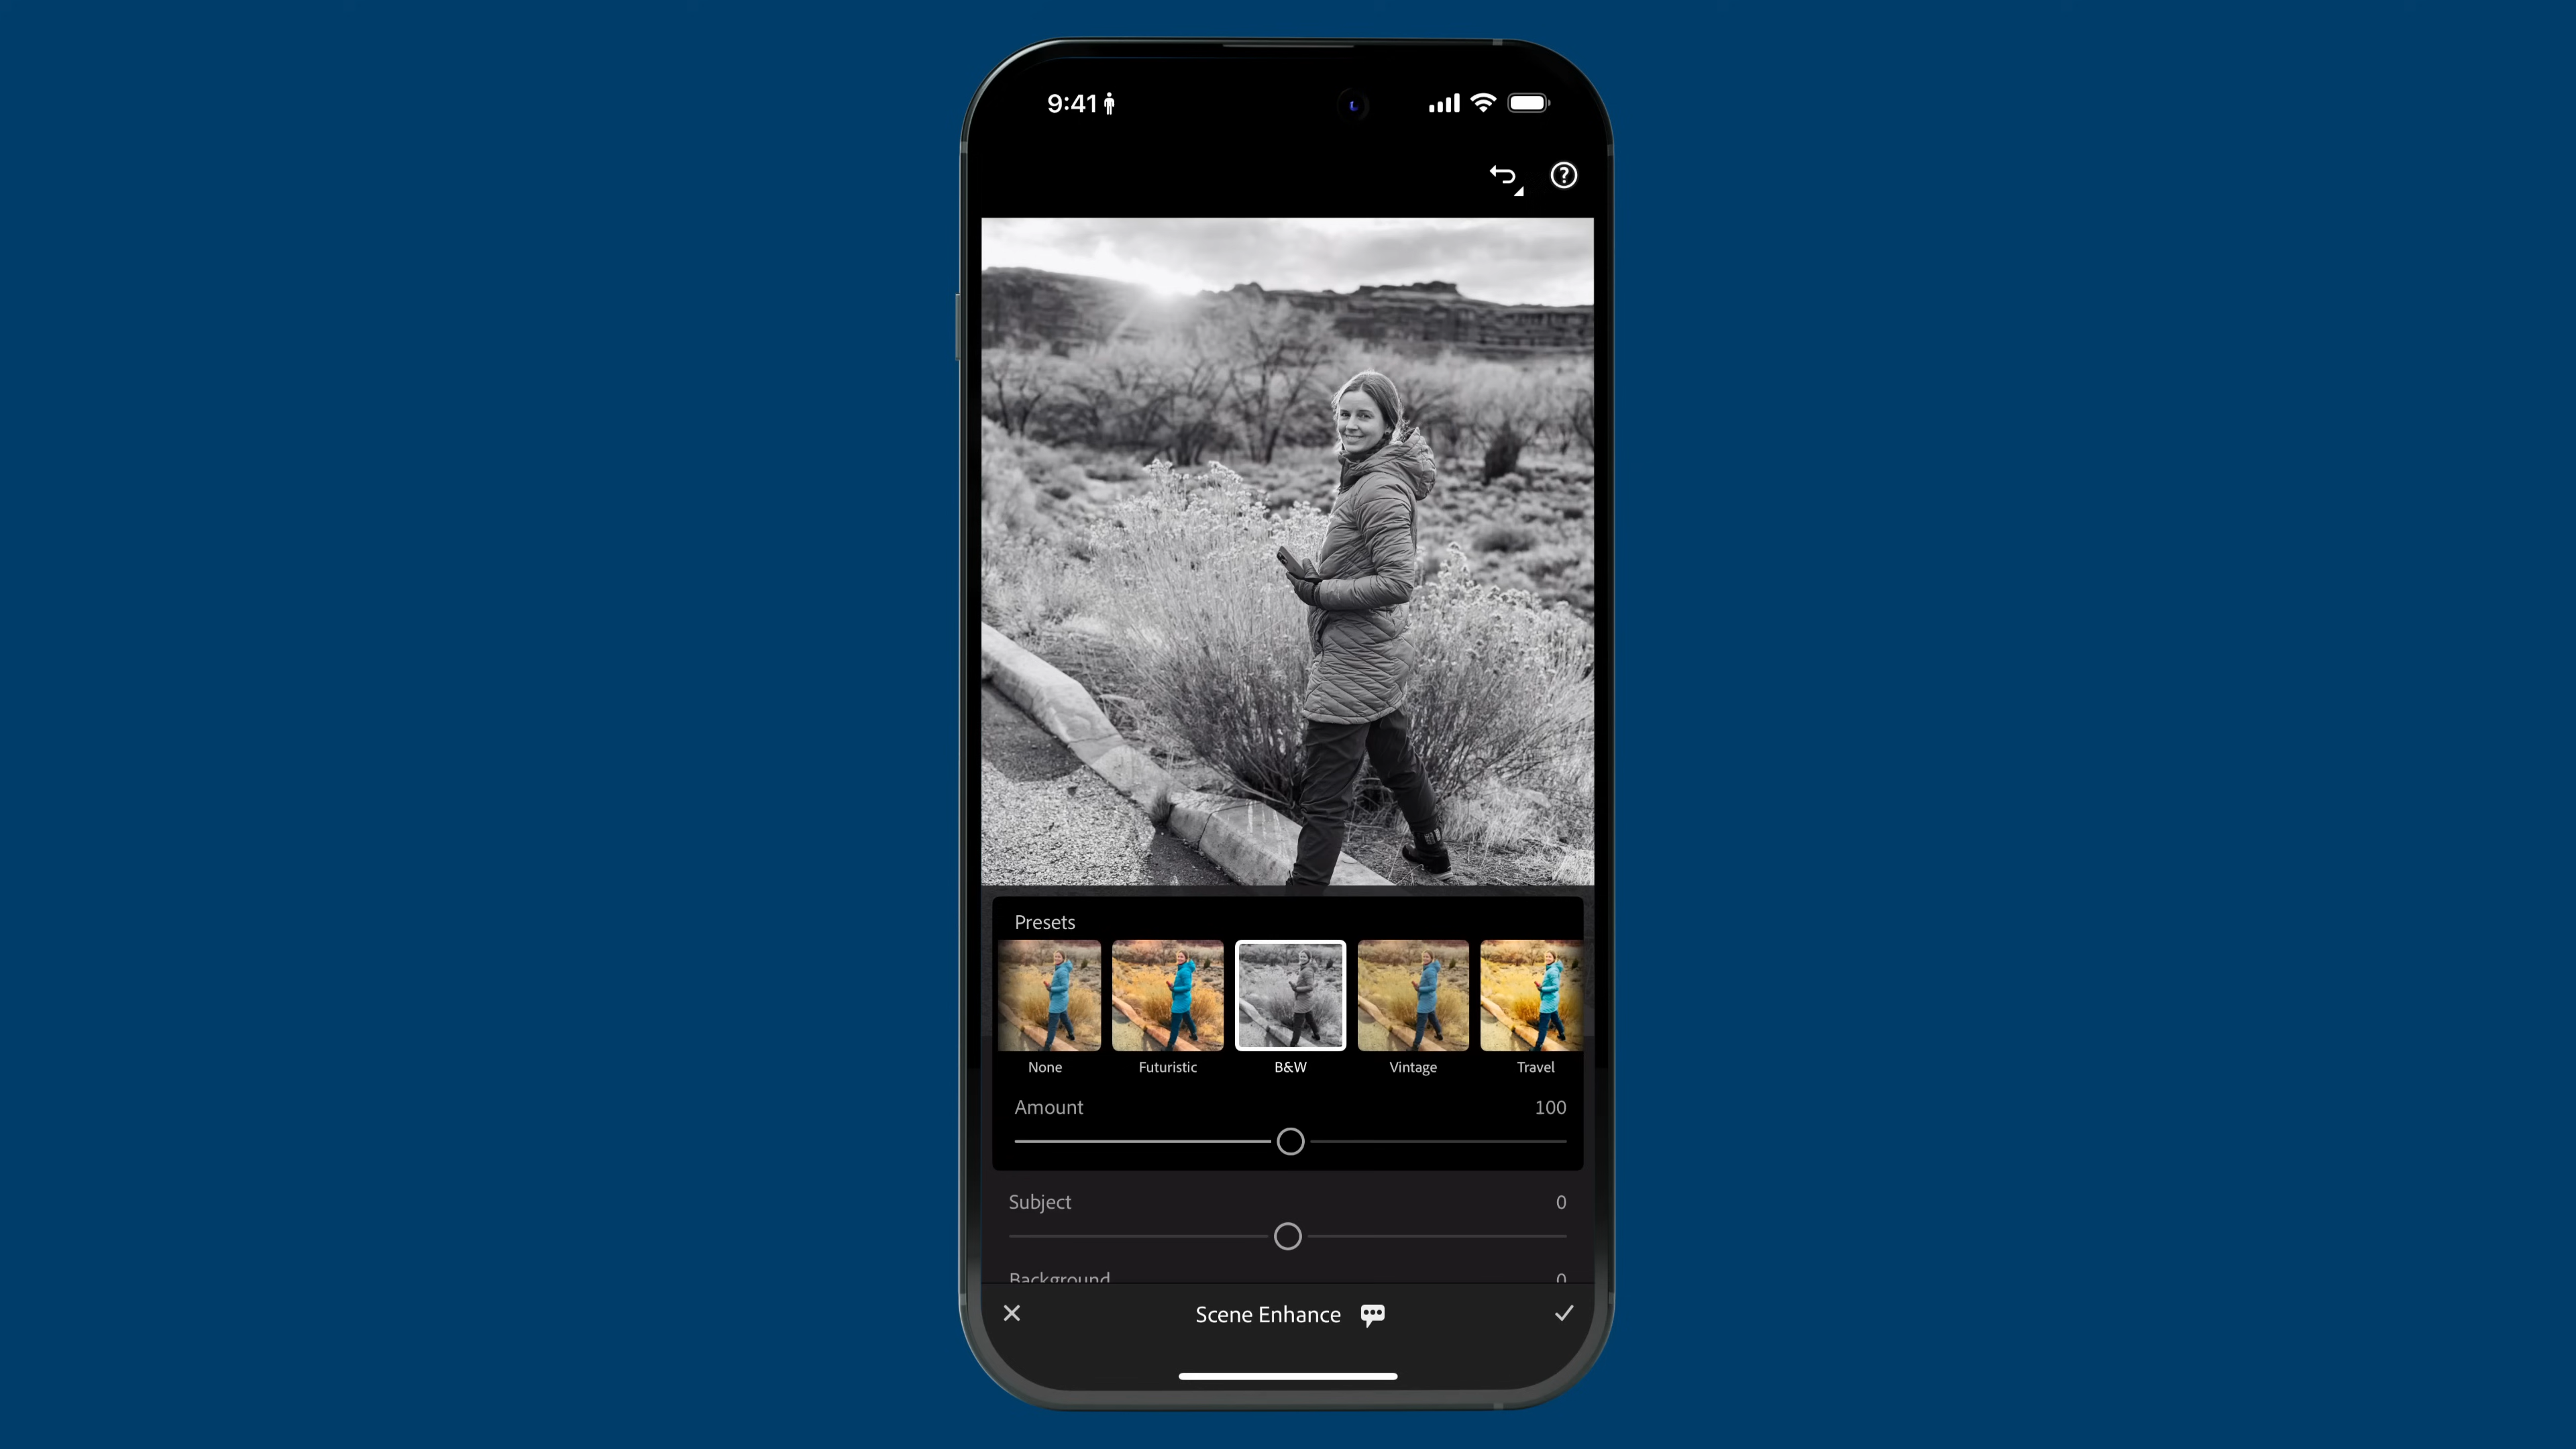 9:41
Presets
None Futuristic B&W Vintage Travel
Amount 100
Subject 0
Background 0
Scene Enhance